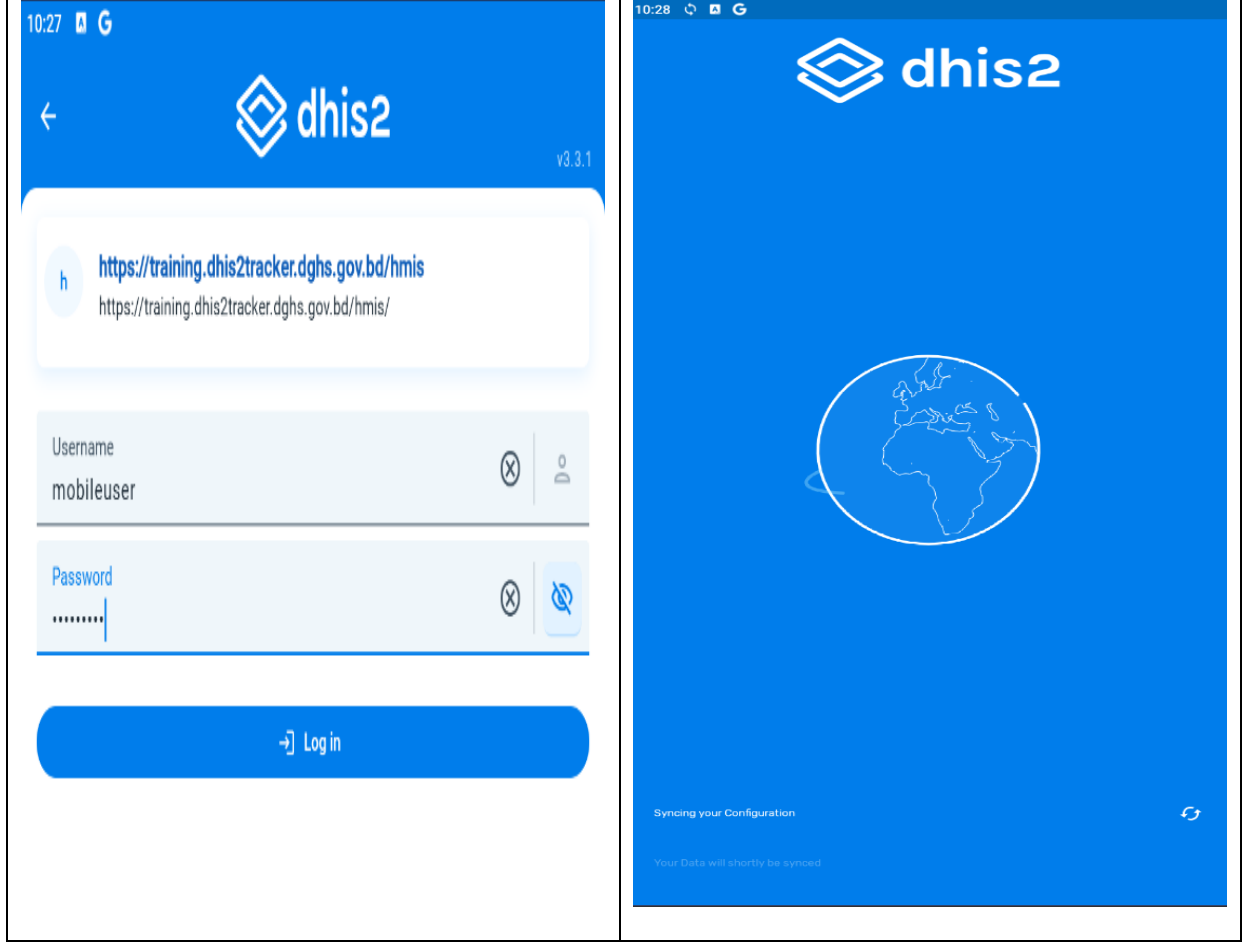 10:27
dhis2
v3.3.1
h
https://training.dhis2tracker.dghs.gov.bd/hmis
https://training.dhis2tracker.dghs.gov.bd/hmis/
Username
mobileuser
Password
•••••••••
Log in
10:28
dhis2
Syncing your Configuration
Your Data will shortly be synced